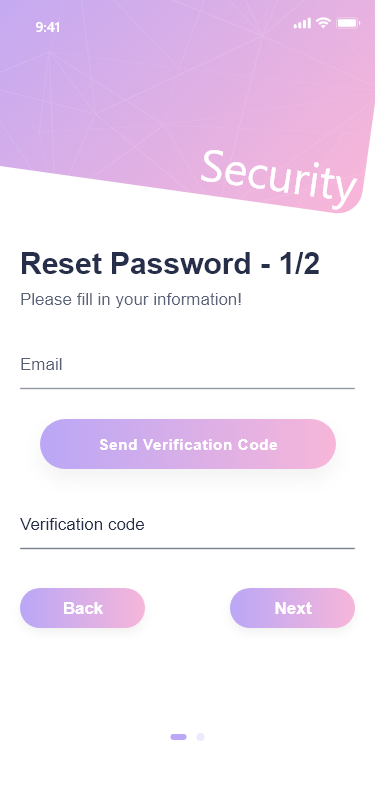 9:41
Security
Reset Password - 1/2
Please fill in your information!
Email
Send Verification Code
Verification code
Back
Next